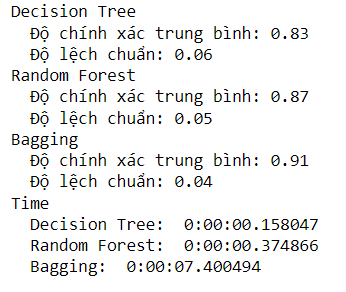 Decision Tree
Độ chính xác trung bình: 0.83
Độ lệch chuẩn: 0.06
Random Forest
Độ chính xác trung bình: 0.87
Độ lệch chuẩn: 0.05
Bagging
Độ chính xác trung bình: 0.91
Độ lệch chuẩn: 0.04
Time
Decision Tree:  0:00:00.158047
Random Forest:  0:00:00.374866
Bagging:  0:00:07.400494